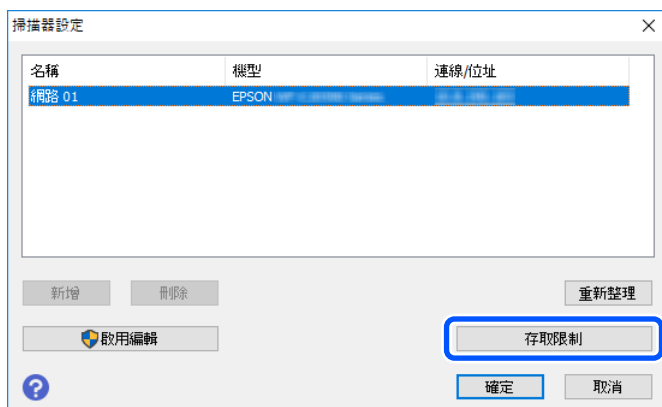 掃描器設定
名稱 機型 連線/位址
網路 01 EPSON
新增 刪除 重新整理
啟用編輯 存取限制
? 確定 取消